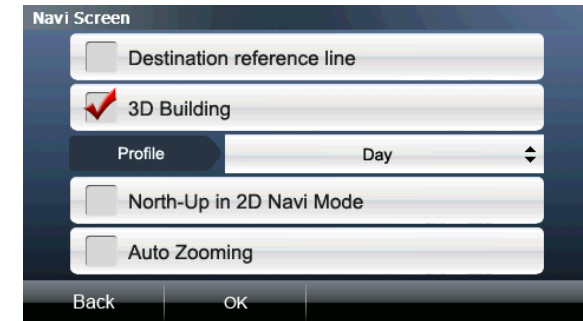 Navi Screen
Destination reference line
3D Building
Profile Day
North-Up in 2D Navi Mode
Auto Zooming
Back OK